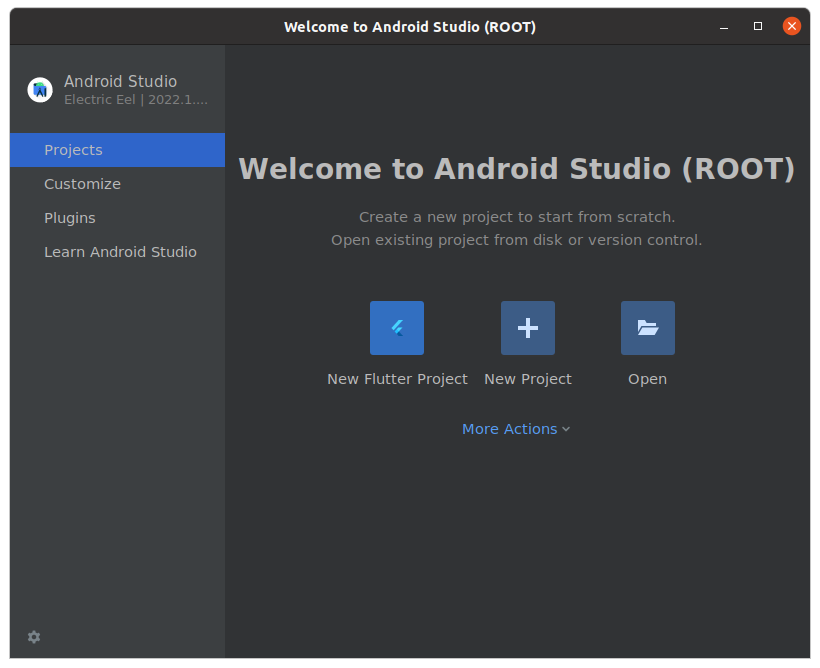 Welcome to Android Studio (ROOT)
Android Studio
Electric Eel | 2022.1....
Projects
Customize
Plugins
Learn Android Studio
Welcome to Android Studio (ROOT)
Create a new project to start from scratch.
Open existing project from disk or version control.
New Flutter Project
New Project
Open
More Actions